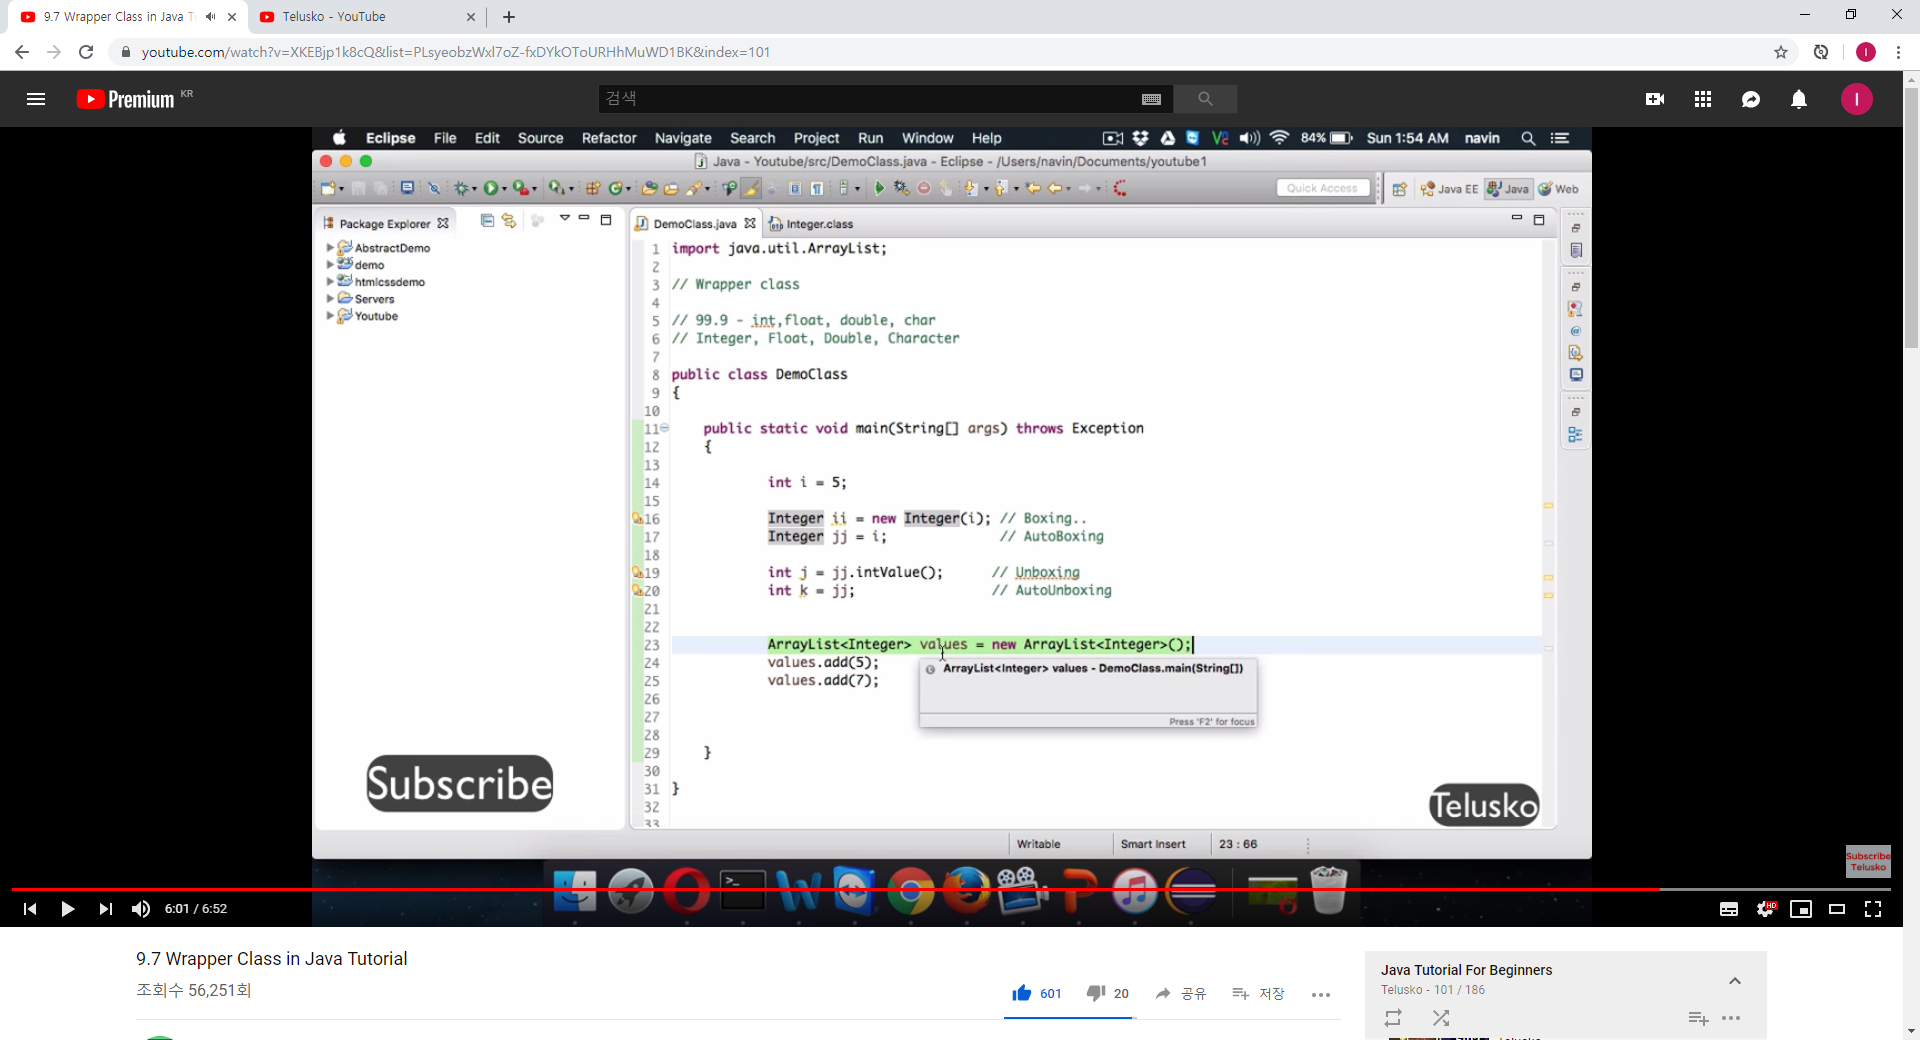 9.7 Wrapper Class in Java T
Telusko - YouTube
youtube.com/watch?v=XKEBjp1k8cQ&list=PLsyeobzWxl7oZ-fxDYkOToURHhMuWD1BK&index=101
I
Premium KR
검색
I
Eclipse File Edit Source Refactor Navigate Search Project Run Window Help
84% Sun 1:54 AM navin
Java - Youtube/src/DemoClass.java - Eclipse - /Users/navin/Documents/youtube1
Quick Access
Java EE
Java
Web
Package Explorer
AbstractDemo
demo
htmlcssdemo
Servers
Youtube
DemoClass.java
Integer.class
1 import java.util.ArrayList;
2
3 // Wrapper class
4
5 // 99.9 - int,float, double, char
6 // Integer, Float, Double, Character
7
8 public class DemoClass
9 {
10
11 public static void main(String[] args) throws Exception
12 {
13
14 int i = 5;
15
16 Integer ii = new Integer(i); // Boxing..
17 Integer jj = i; // AutoBoxing
18
19 int j = jj.intValue(); // Unboxing
20 int k = jj; // AutoUnboxing
21
22
23 ArrayList<Integer> values = new ArrayList<Integer>();
24 values.add(5);
25 values.add(7);
26
27
28
29 }
30
31 }
32
33
ArrayList<Integer> values - DemoClass.main(String[])
Press 'F2' for focus
Subscribe
Telusko
Writable
Smart Insert
23 : 66
Subscribe
Telusko
6:01 / 6:52
HD
9.7 Wrapper Class in Java Tutorial
조회수 56,251회
601
20
공유
저장
Java Tutorial For Beginners
Telusko - 101 / 186